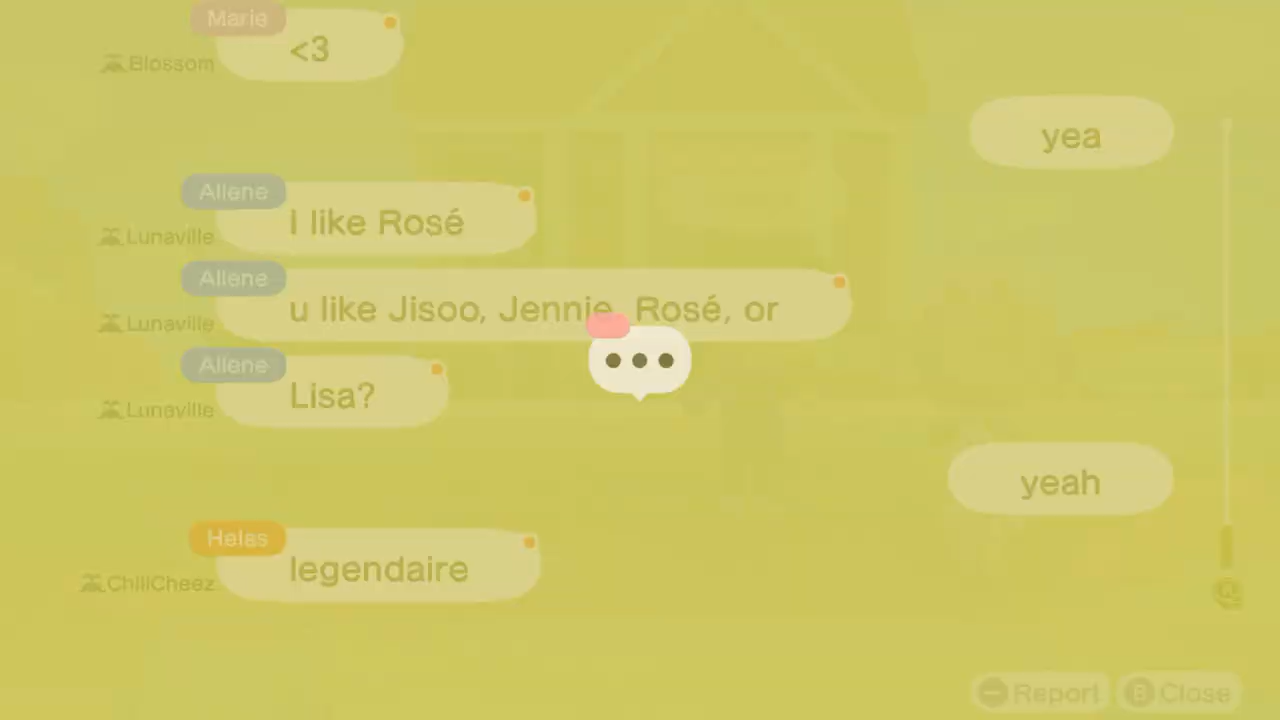 Marie
<3
Blossom
yea
Allene
I like Rosé
Lunaville
Allene
u like Jisoo, Jennie, Rosé, or
Lunaville
Allene
Lisa?
Lunaville
yeah
Helas
legendaire
ChillCheez
R
- Report
B Close